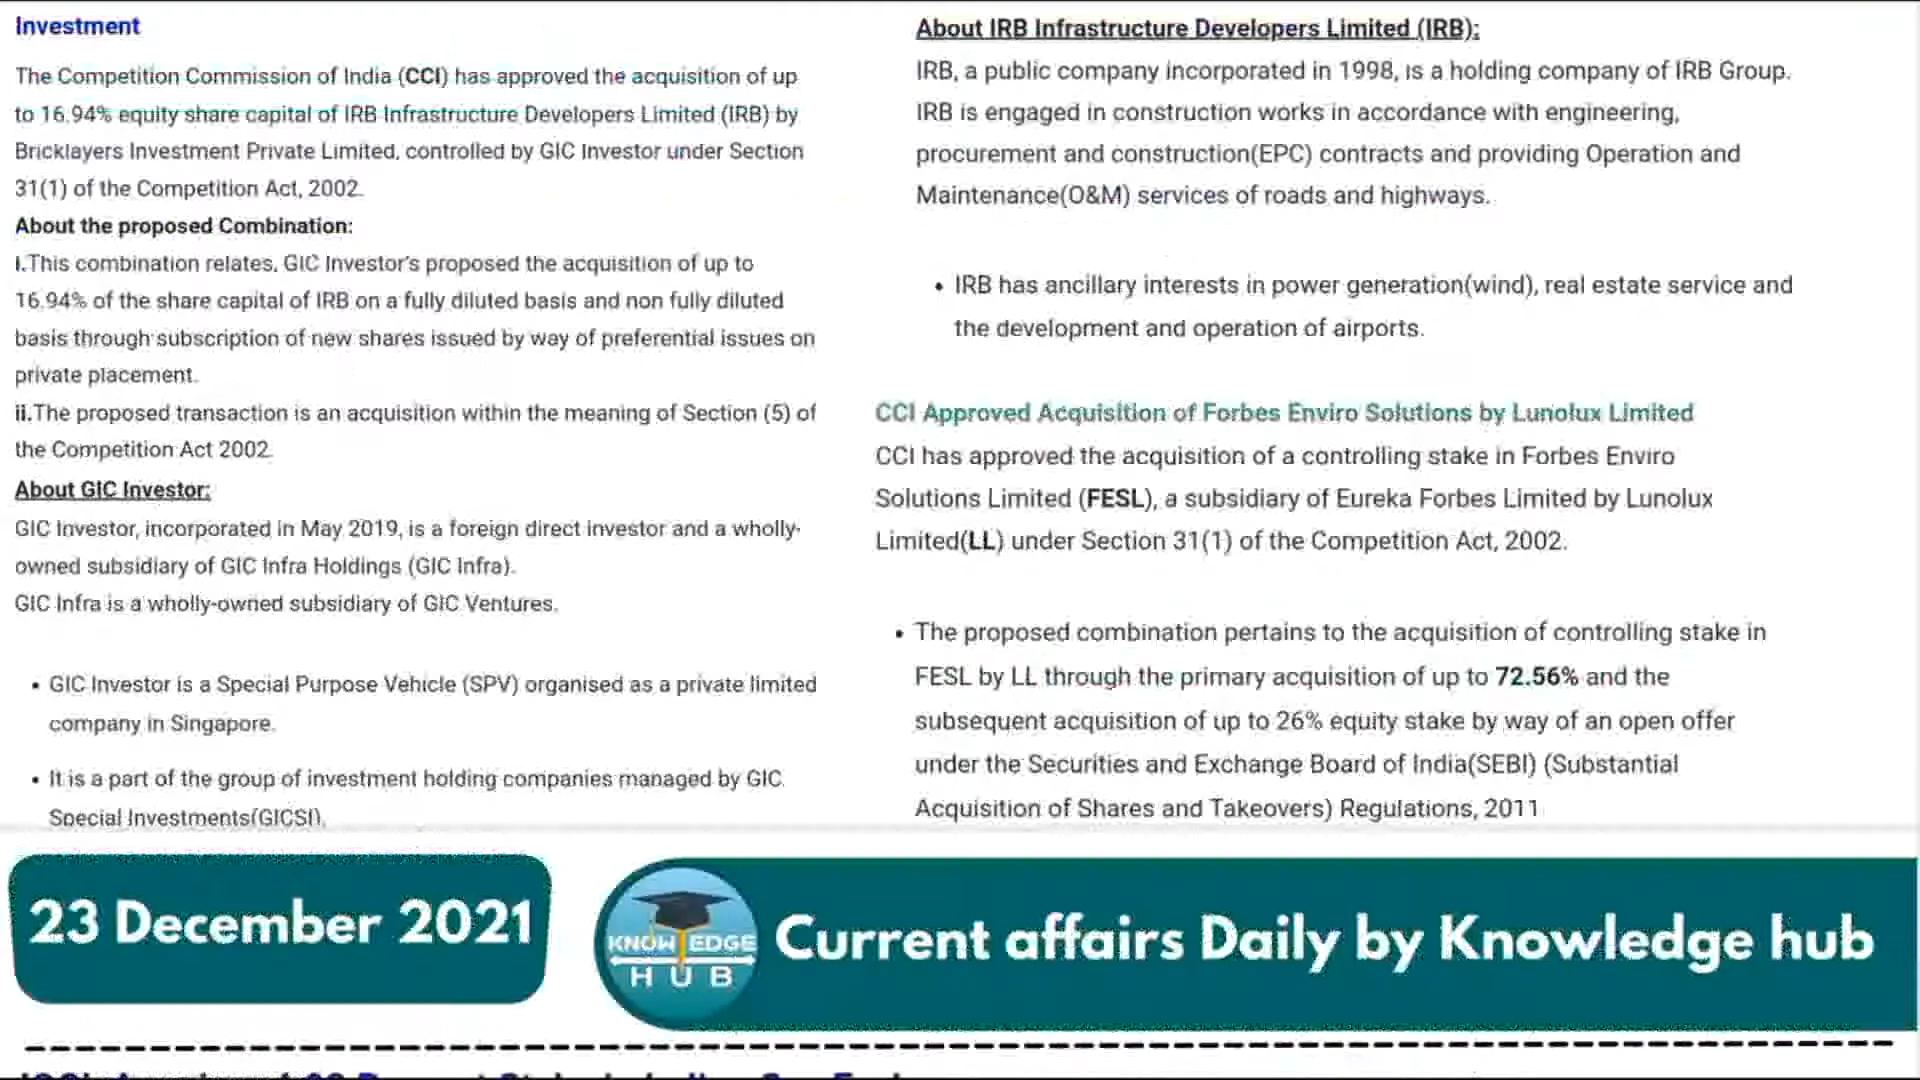 Investment
The Competition Commission of India (CCI) has approved the acquisition of up
to 16.94% equity share capital of IRB Infrastructure Developers Limited (IRB) by
Bricklayers Investment Private Limited, controlled by GIC Investor under Section
31(1) of the Competition Act, 2002.
About the proposed Combination:
i.This combination relates, GIC Investor's proposed the acquisition of up to
16.94% of the share capital of IRB on a fully diluted basis and non fully diluted
basis through subscription of new shares issued by way of preferential issues on
private placement.
ii.The proposed transaction is an acquisition within the meaning of Section (5) of
the Competition Act 2002.
About GIC Investor:
GIC Investor, incorporated in May 2019, is a foreign direct investor and a wholly-
owned subsidiary of GIC Infra Holdings (GIC Infra).
GIC Infra is a wholly-owned subsidiary of GIC Ventures.
• GIC Investor is a Special Purpose Vehicle (SPV) organised as a private limited
company in Singapore.
• It is a part of the group of investment holding companies managed by GIC
Special Investments(GICSI).
About IRB Infrastructure Developers Limited (IRB):
IRB, a public company incorporated in 1998, is a holding company of IRB Group.
IRB is engaged in construction works in accordance with engineering,
procurement and construction(EPC) contracts and providing Operation and
Maintenance(O&M) services of roads and highways.
• IRB has ancillary interests in power generation(wind), real estate service and
the development and operation of airports.
CCI Approved Acquisition of Forbes Enviro Solutions by Lunolux Limited
CCI has approved the acquisition of a controlling stake in Forbes Enviro
Solutions Limited (FESL), a subsidiary of Eureka Forbes Limited by Lunolux
Limited(LL) under Section 31(1) of the Competition Act, 2002.
• The proposed combination pertains to the acquisition of controlling stake in
FESL by LL through the primary acquisition of up to 72.56% and the
subsequent acquisition of up to 26% equity stake by way of an open offer
under the Securities and Exchange Board of India(SEBI) (Substantial
Acquisition of Shares and Takeovers) Regulations, 2011
23 December 2021
KNOWLEDGE
HUB
Current affairs Daily by Knowledge hub